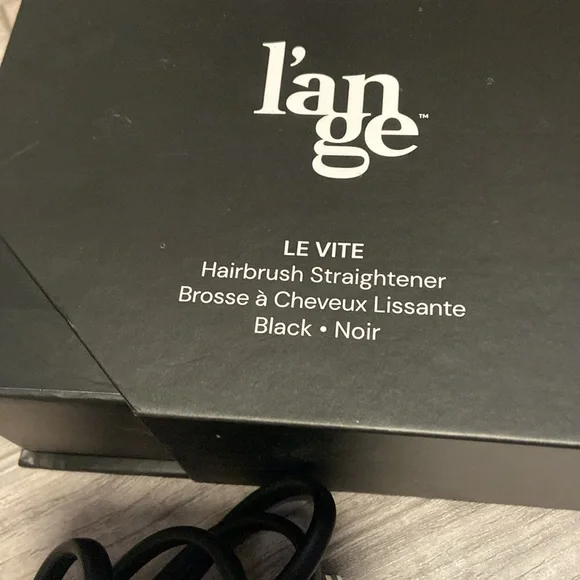 l'ange™
LE VITE
Hairbrush Straightener
Brosse à Cheveux Lissante
Black • Noir